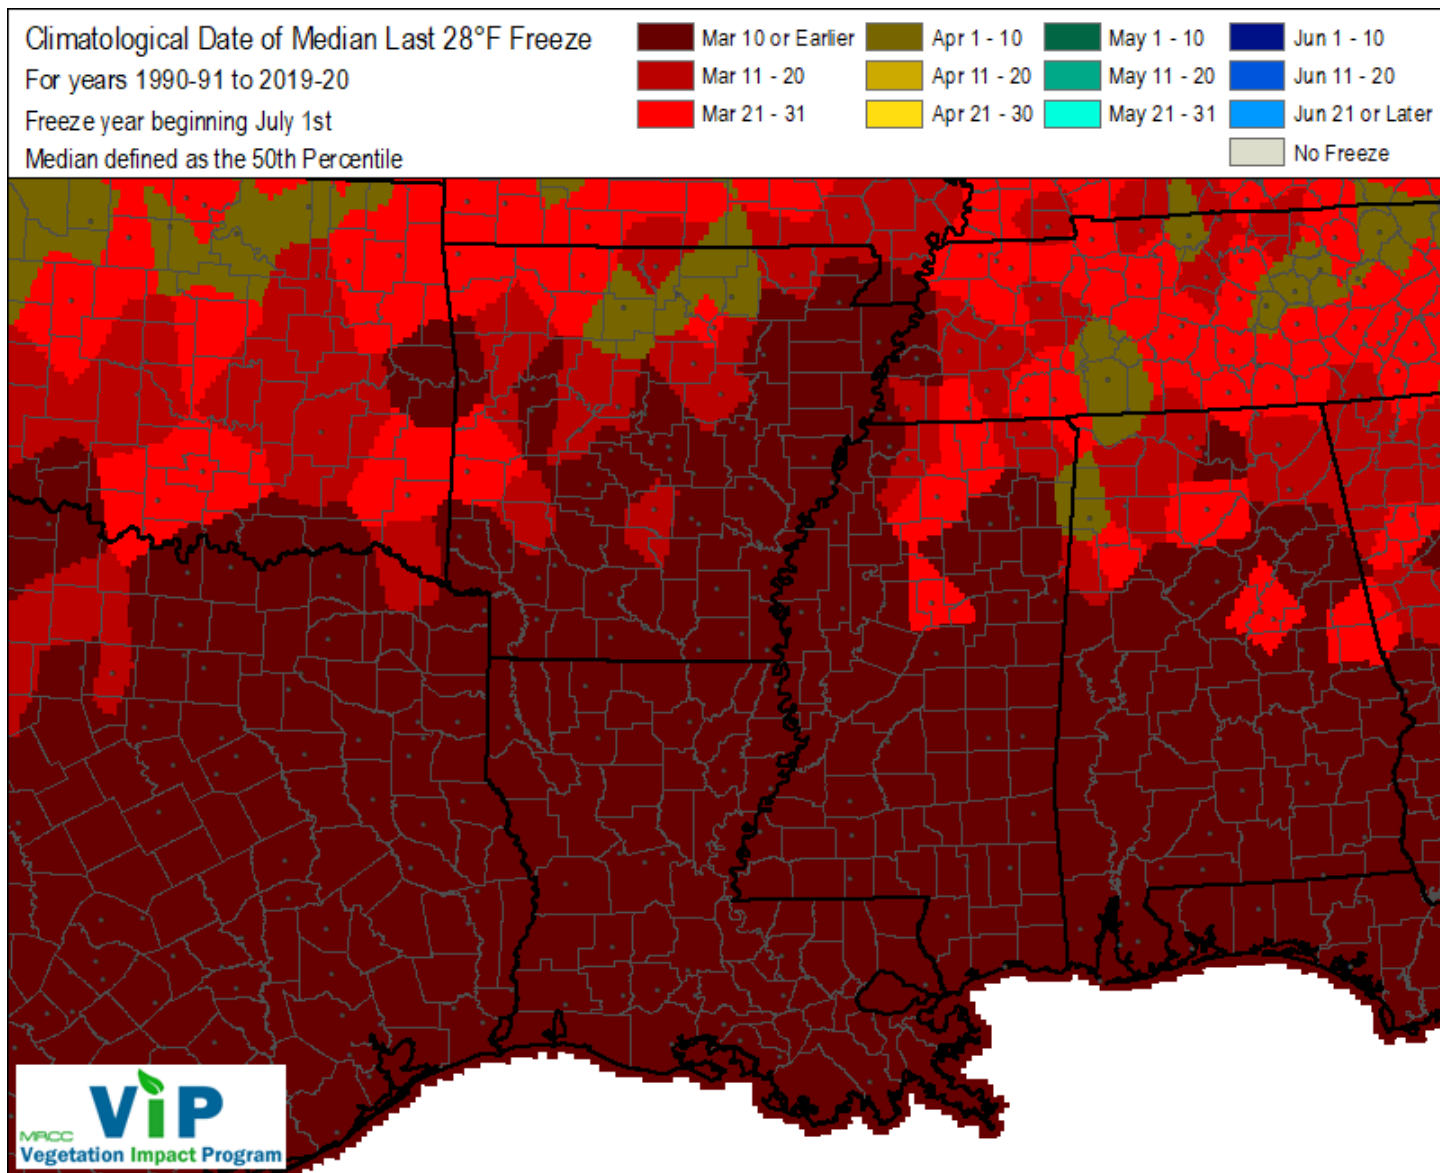 Climatological Date of Median Last 28°F Freeze
For years 1990-91 to 2019-20
Freeze year beginning July 1st
Median defined as the 50th Percentile
Mar 10 or Earlier
Mar 11 - 20
Mar 21 - 31
Apr 1 - 10
Apr 11 - 20
Apr 21 - 30
May 1 - 10
May 11 - 20
May 21 - 31
Jun 1 - 10
Jun 11 - 20
Jun 21 or Later
No Freeze
MRCC
ViP
Vegetation Impact Program